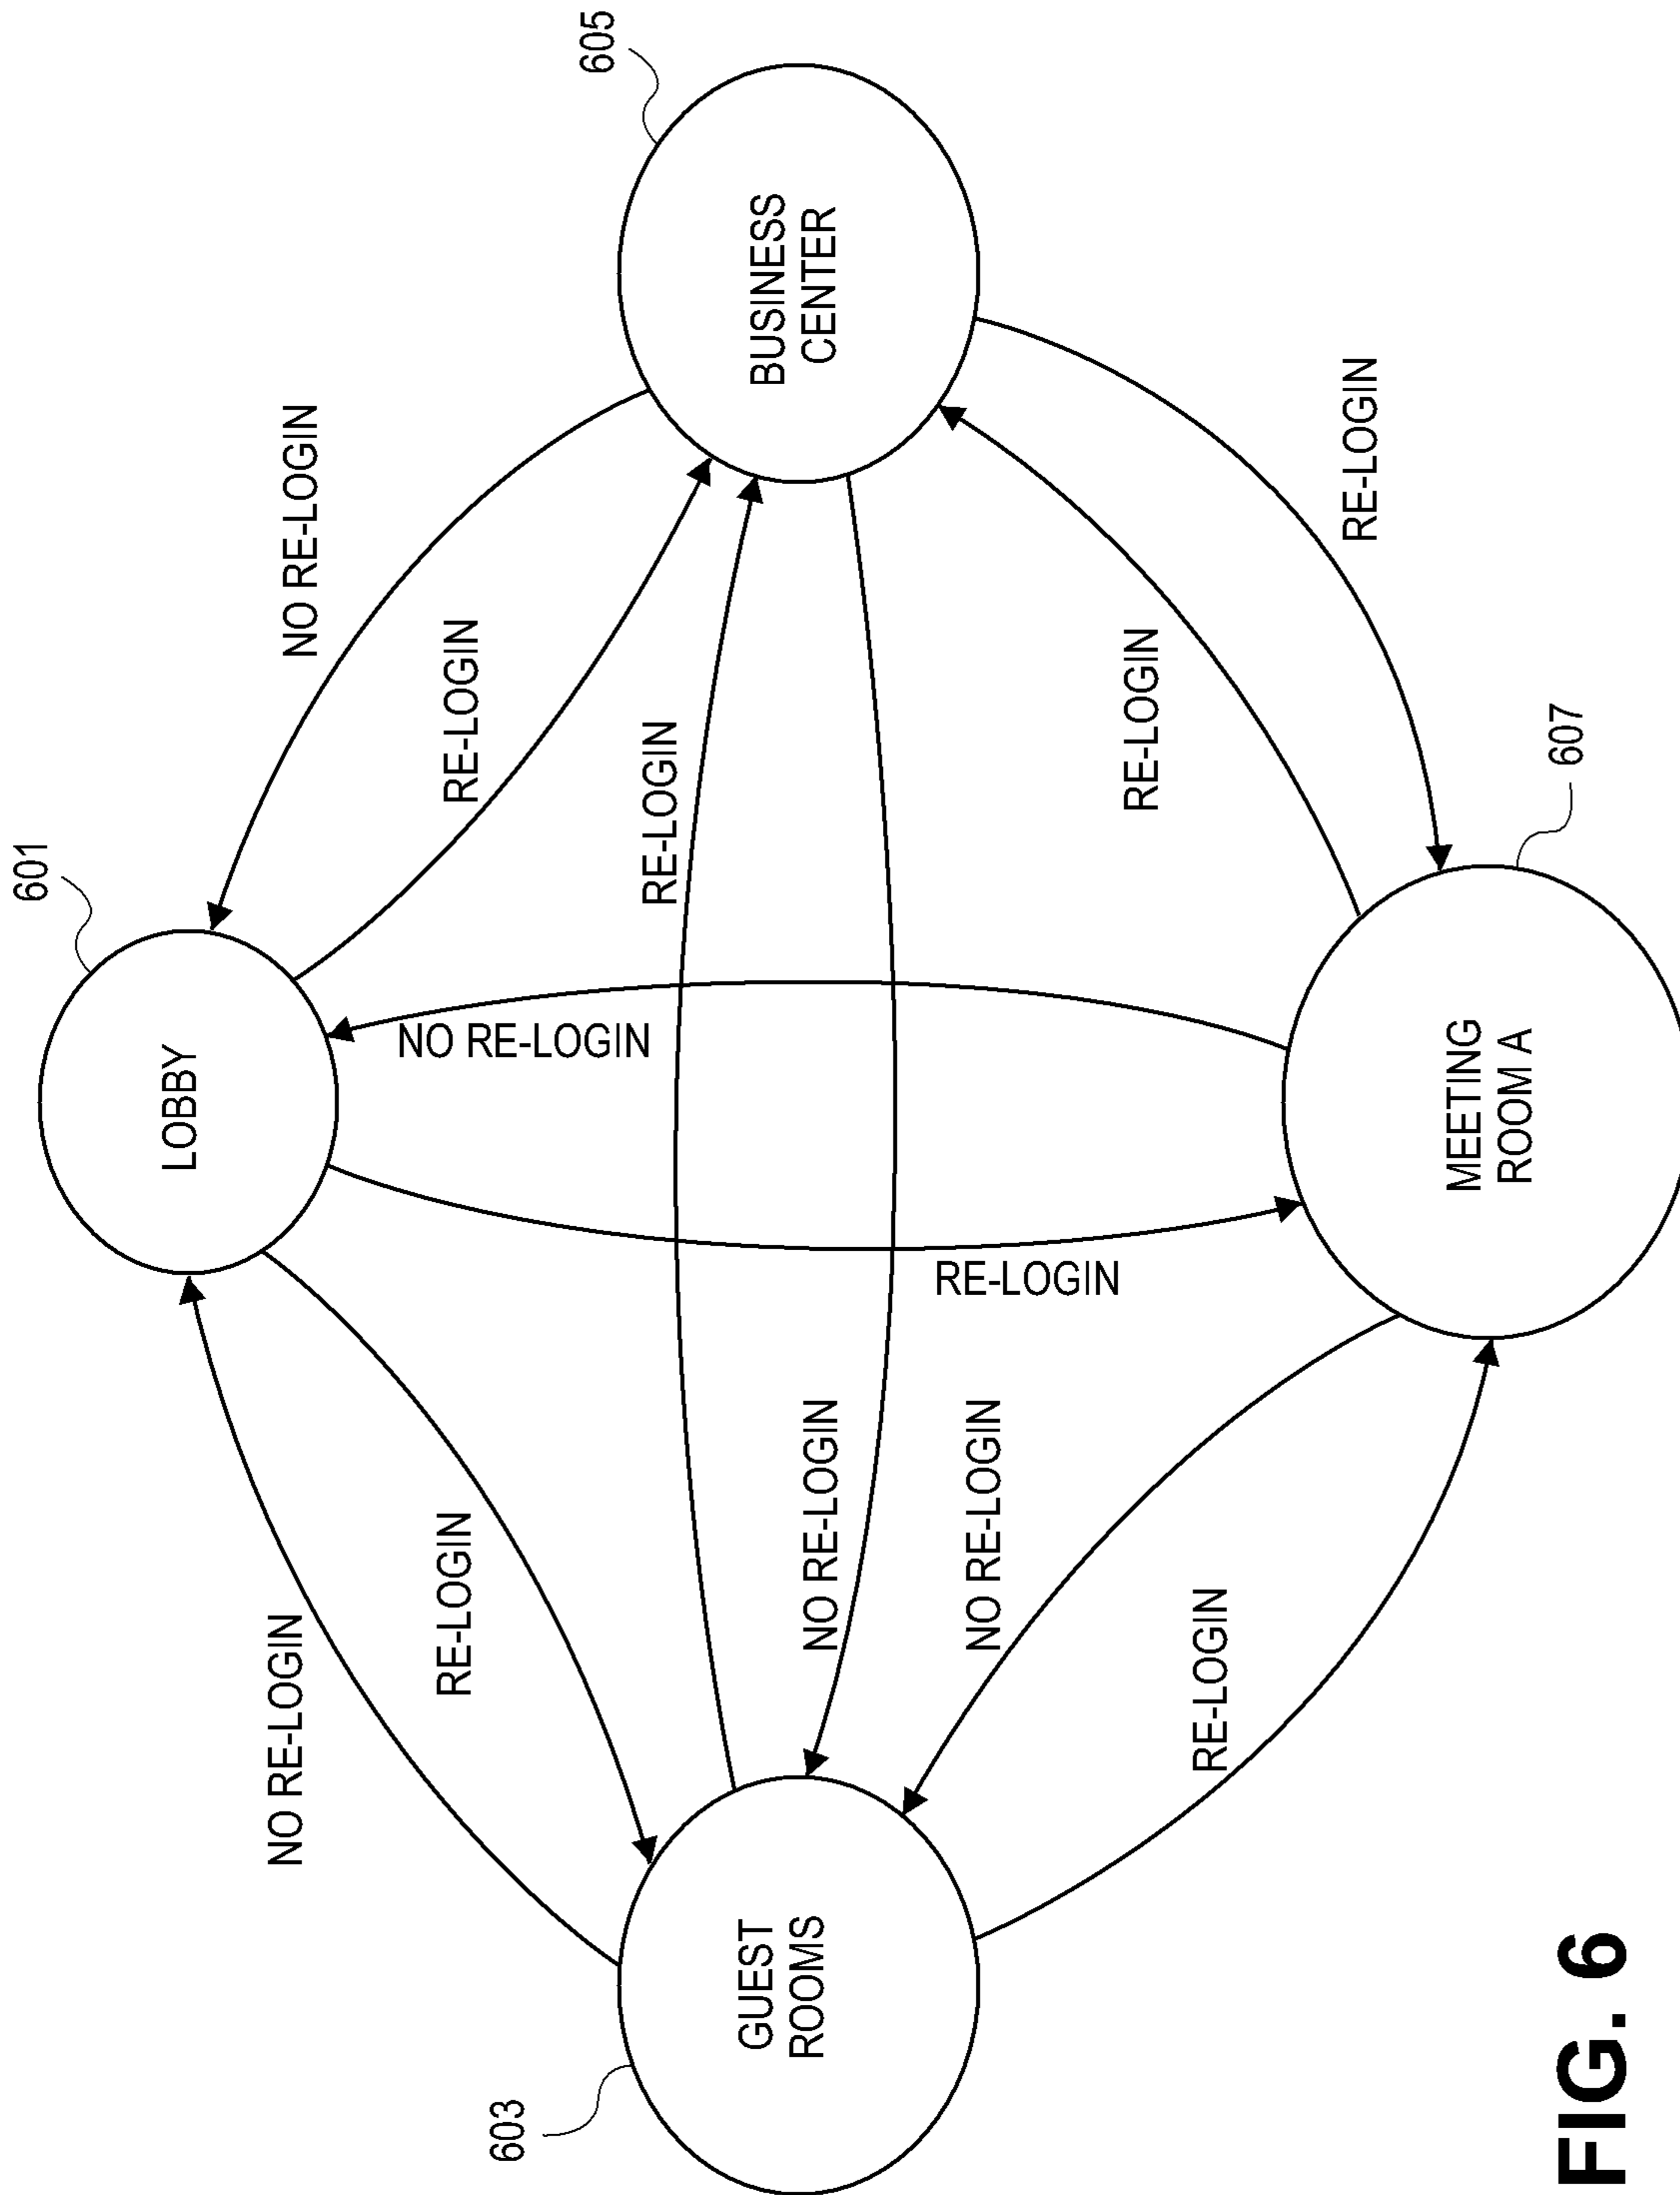 601
LOBBY
NO RE-LOGIN
NO RE-LOGIN
RE-LOGIN
RE-LOGIN
603
605
NO RE-LOGIN
RE-LOGIN
GUEST
ROOMS
BUSINESS
CENTER
NO RE-LOGIN
NO RE-LOGIN
RE-LOGIN
RE-LOGIN
RE-LOGIN
RE-LOGIN
MEETING
ROOM A
607
FIG. 6